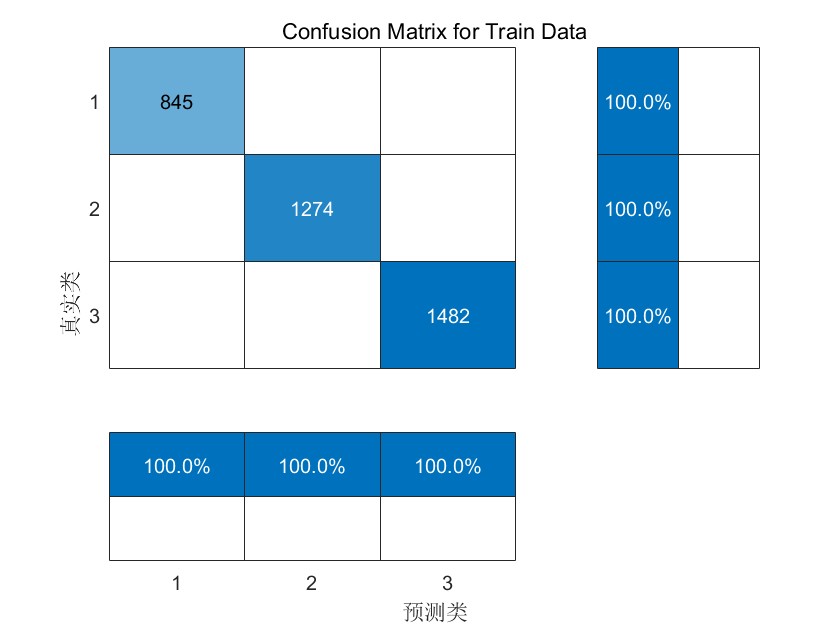 Confusion Matrix for Train Data
1
845
100.0%
2
1274
100.0%
真实类
3
1482
100.0%
100.0% 100.0% 100.0%
1 2 3
预测类